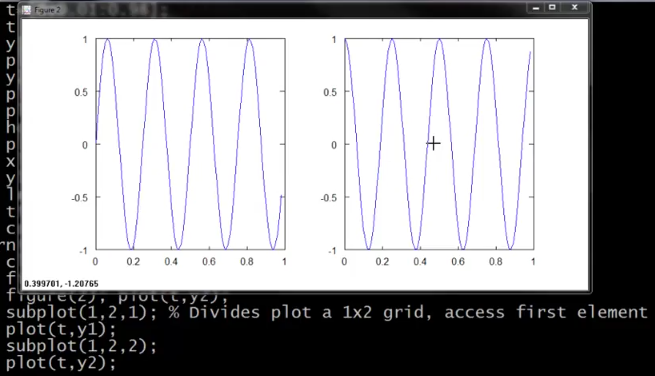 t
Figure 2
t
y
p
y
p
p
h
p
x
y
l
t
c
rn
c
f
1
0.5
0
-0.5
-1
0 0.2 0.4 0.6 0.8 1
1
0.5
0
-0.5
-1
0 0.2 0.4 0.6 0.8 1
0.399701, -1.20765
figure(2), plot(t,y2);
subplot(1,2,1); % Divides plot a 1x2 grid, access first element
plot(t,y1);
subplot(1,2,2);
plot(t,y2);